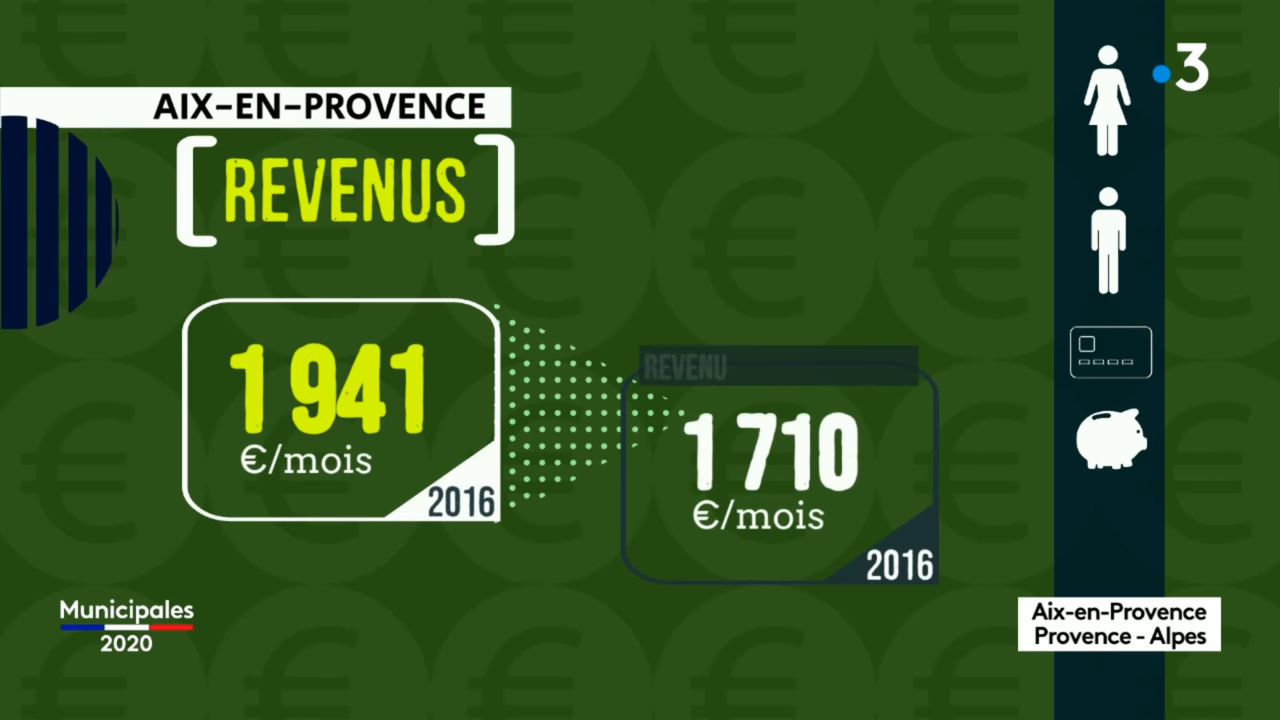 3
AIX-EN-PROVENCE
REVENUS
1 941
€/mois
2016
REVENU
1 710
€/mois
2016
Municipales
2020
Aix-en-Provence
Provence - Alpes